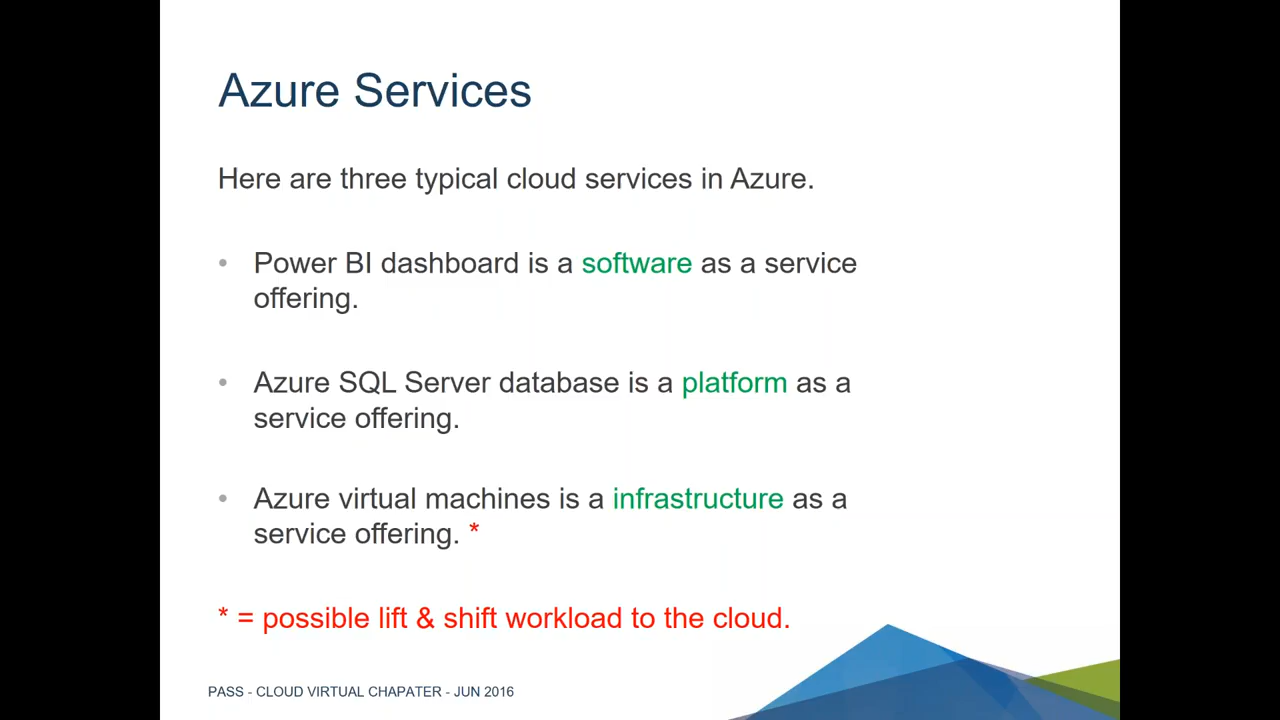 Azure Services
Here are three typical cloud services in Azure.
• Power BI dashboard is a software as a service
offering.
• Azure SQL Server database is a platform as a
service offering.
• Azure virtual machines is a infrastructure as a
service offering. *
* = possible lift & shift workload to the cloud.
PASS - CLOUD VIRTUAL CHAPATER - JUN 2016